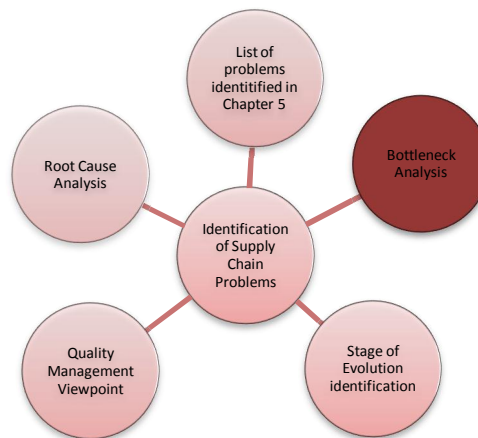 List of
problems
identitified in
Chapter 5
Bottleneck
Analysis
Root Cause
Analysis
Identification
of Supply
Chain
Problems
Quality
Management
Viewpoint
Stage of
Evolution
identification